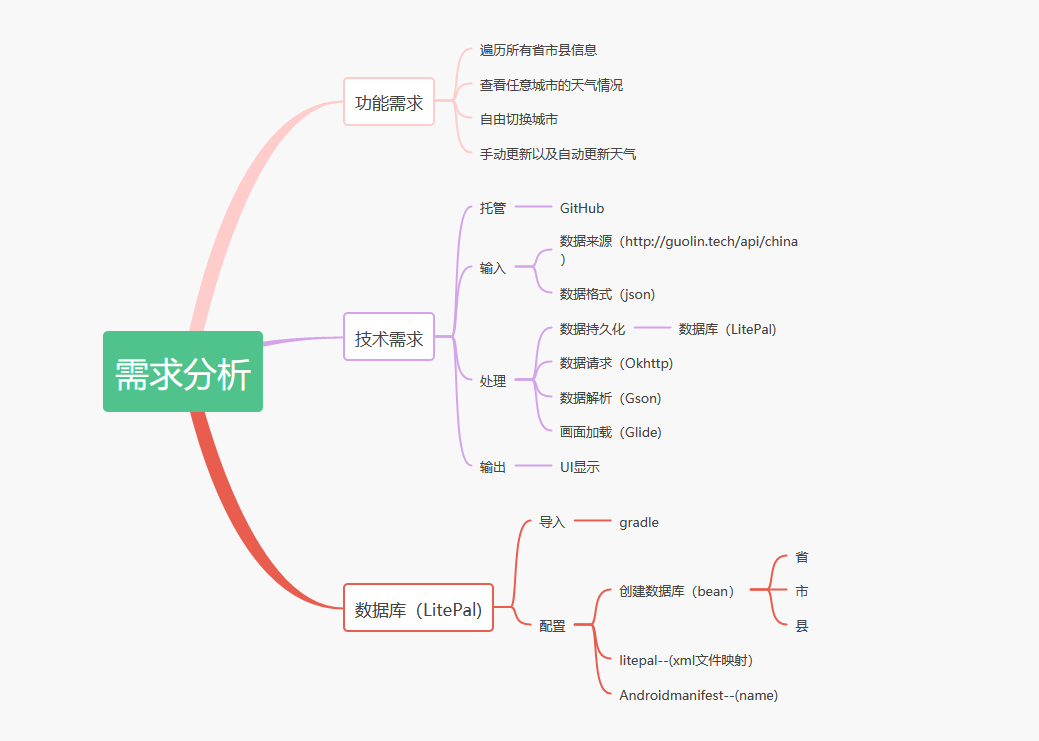 需求分析
功能需求
遍历所有省市县信息
查看任意城市的天气情况
自由切换城市
手动更新以及自动更新天气
技术需求
托管
GitHub
输入
数据来源（http://guolin.tech/api/china
）
数据格式（json)
处理
数据持久化
数据库（LitePal)
数据请求（Okhttp)
数据解析（Gson)
画面加载（Glide)
输出
UI显示
数据库（LitePal)
导入
gradle
配置
创建数据库（bean）
省
市
县
litepal--(xml文件映射)
Androidmanifest--(name)